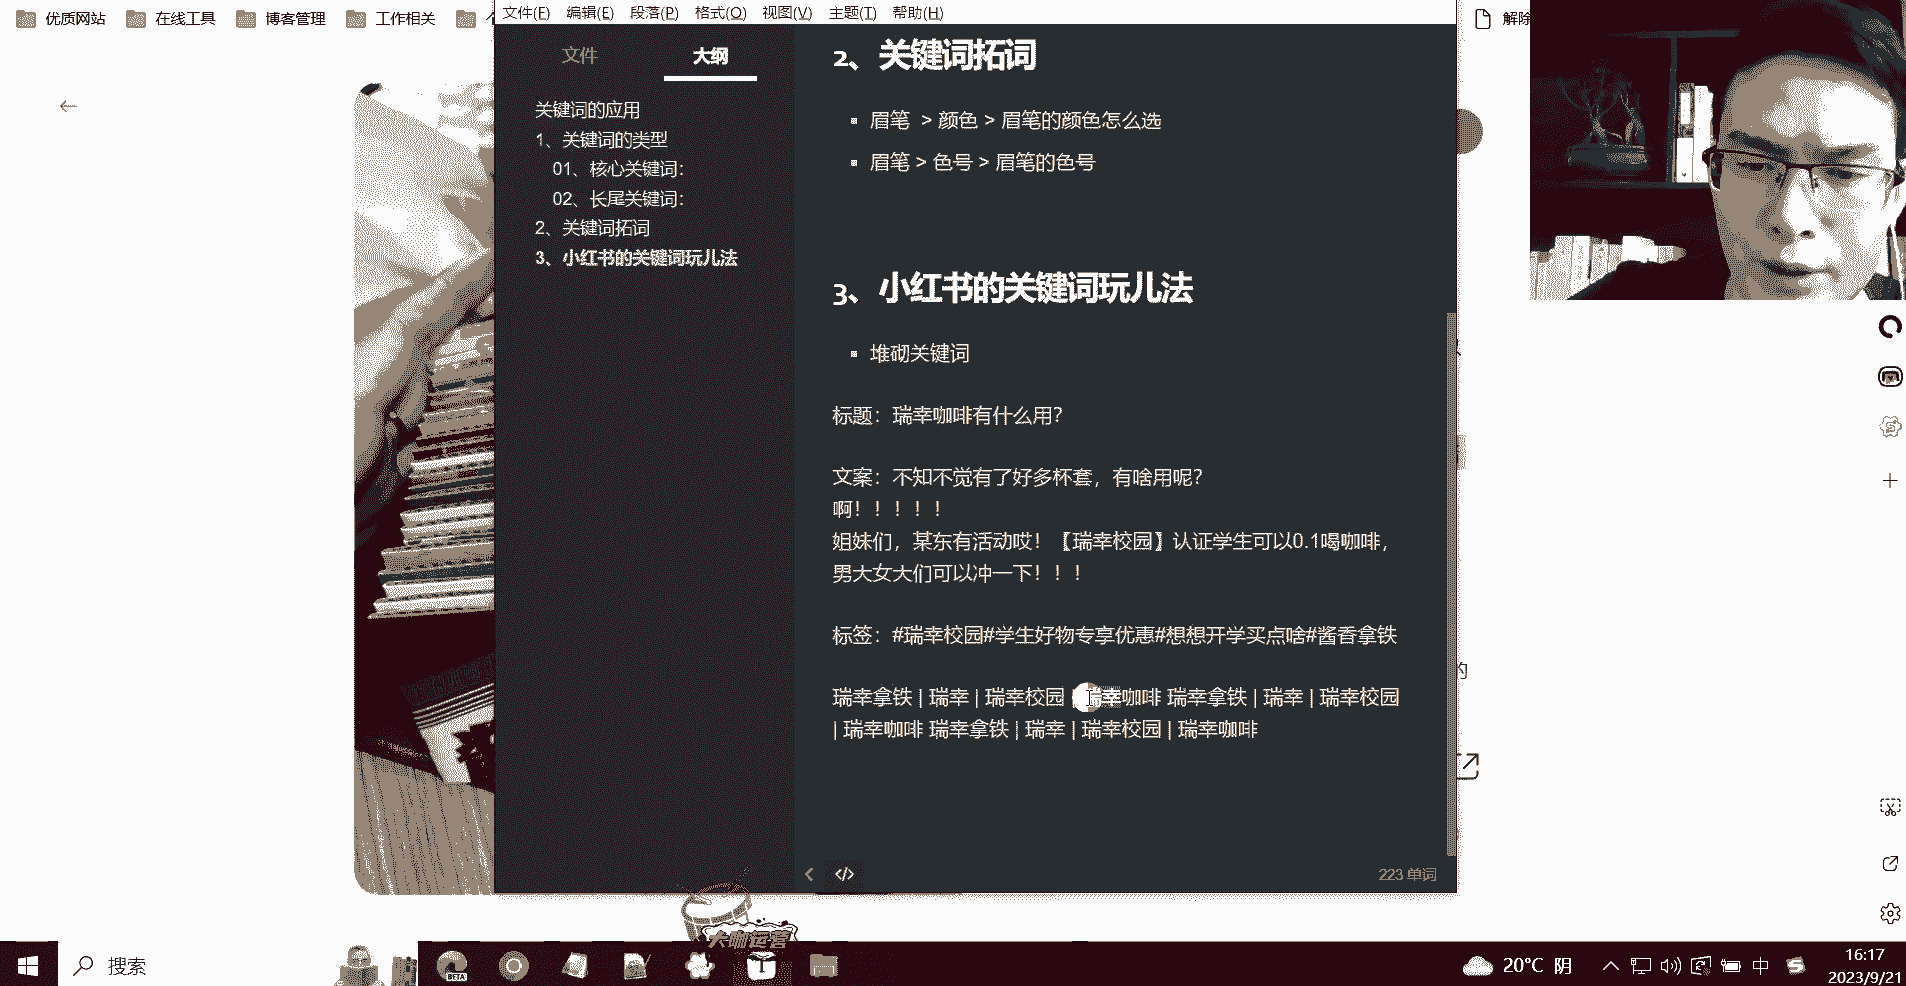 优质网站
在线工具
博客管理
工作相关
文件(F) 编辑(E) 段落(P) 格式(O) 视图(V) 主题(T) 帮助(H)
解除
文件
大纲
关键词的应用
1、关键词的类型
01、核心关键词:
02、长尾关键词:
2、关键词拓词
3、小红书的关键词玩儿法
2、关键词拓词
眉笔 > 颜色 > 眉笔的颜色怎么选
眉笔 > 色号 > 眉笔的色号
3、小红书的关键词玩儿法
堆砌关键词
标题：瑞幸咖啡有什么用？
文案：不知不觉有了好多杯套，有啥用呢？
啊！！！！！
姐妹们，某东有活动哎！【瑞幸校园】认证学生可以0.1喝咖啡，
男大女大们可以冲一下！！！
标签：#瑞幸校园#学生好物专享优惠#想想开学买点啥#酱香拿铁
瑞幸拿铁 | 瑞幸 | 瑞幸校园 | 瑞幸咖啡 瑞幸拿铁 | 瑞幸 | 瑞幸校园
| 瑞幸咖啡 瑞幸拿铁 | 瑞幸 | 瑞幸校园 | 瑞幸咖啡
</> 223 单词
大咖运营
搜索
BETA
T
20°C 阴
中
S
16:17
2023/9/21